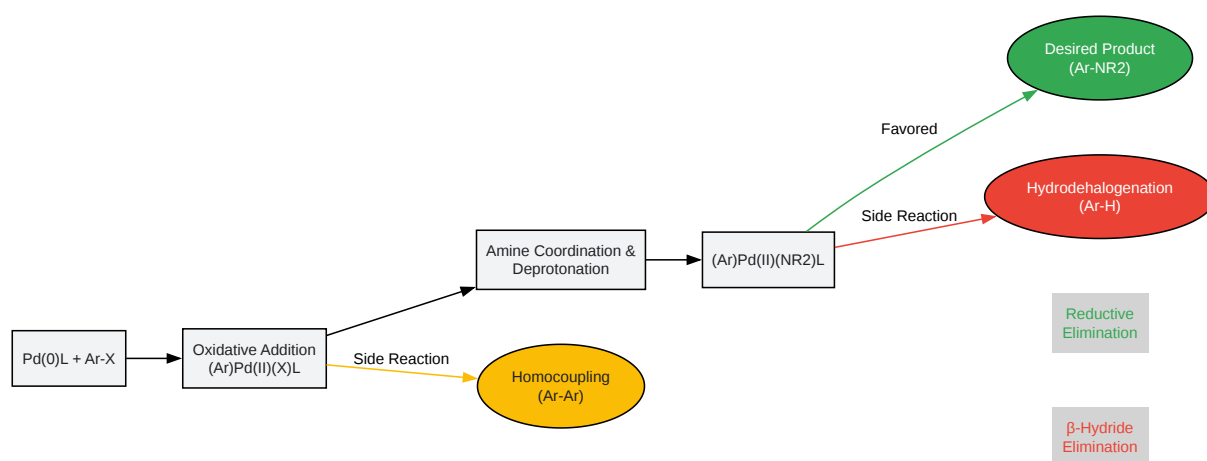 Desired Product
(Ar-NR2)
Favored
Hydrodehalogenation
(Ar-H)
Side Reaction
Amine Coordination &
Deprotonation
(Ar)Pd(II)(NR2)L
Reductive
Elimination
Pd(0)L + Ar-X
Oxidative Addition
(Ar)Pd(II)(X)L
Side Reaction
Homocoupling
(Ar-Ar)
β-Hydride
Elimination